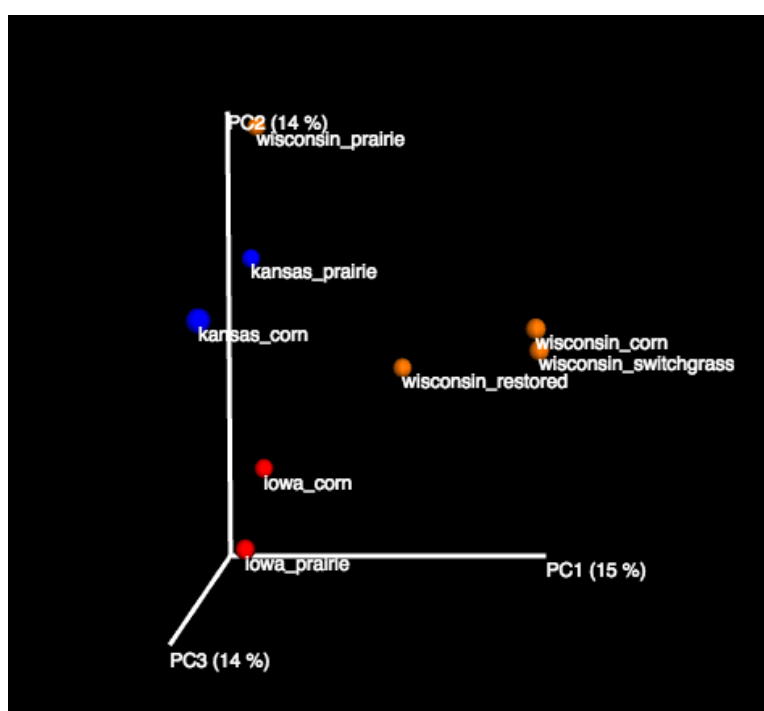 PC2 (14 %)
wisconsin_prairie
kansas_prairie
kansas_corn
wisconsin_corn
wisconsin_switchgrass
wisconsin_restored
iowa_corn
iowa_prairie
PC1 (15 %)
PC3 (14 %)